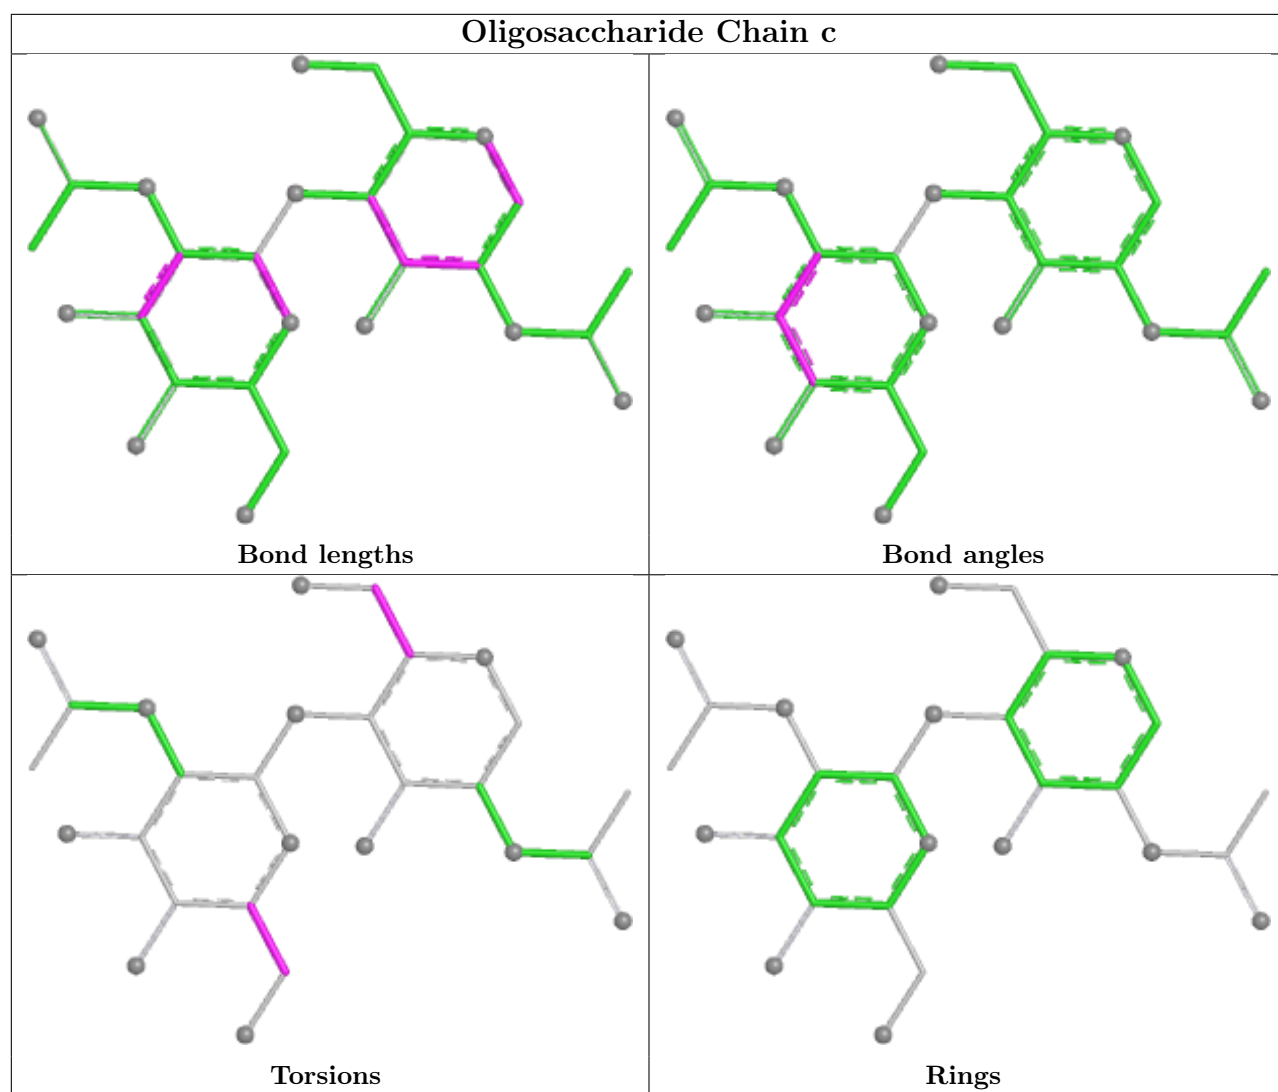 Oligosaccharide Chain c
Bond lengths
Bond angles
Torsions
Rings